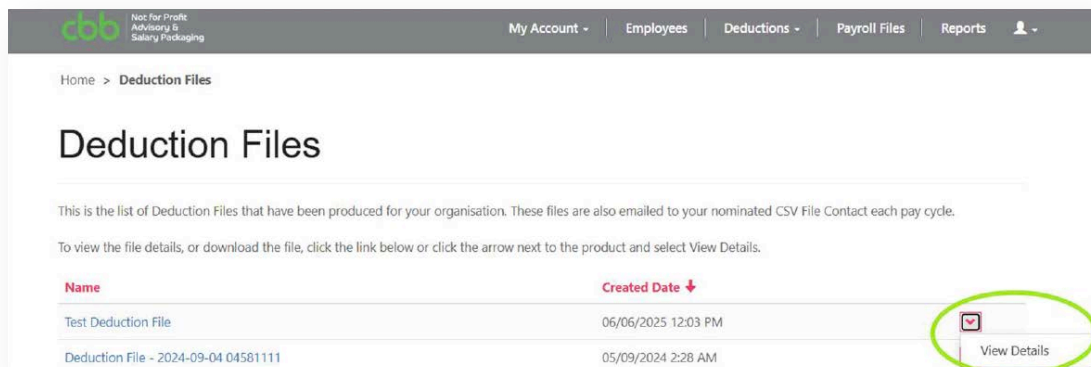 cbb
Not for Profit
Advisory &
Salary Packaging
My Account
Employees
Deductions
Payroll Files
Reports
Home > Deduction Files
Deduction Files
This is the list of Deduction Files that have been produced for your organisation. These files are also emailed to your nominated CSV File Contact each pay cycle.
To view the file details, or download the file, click the link below or click the arrow next to the product and select View Details.
Name Created Date
Test Deduction File 06/06/2025 12:03 PM
View Details
Deduction File - 2024-09-04 04581111 05/09/2024 2:28 AM